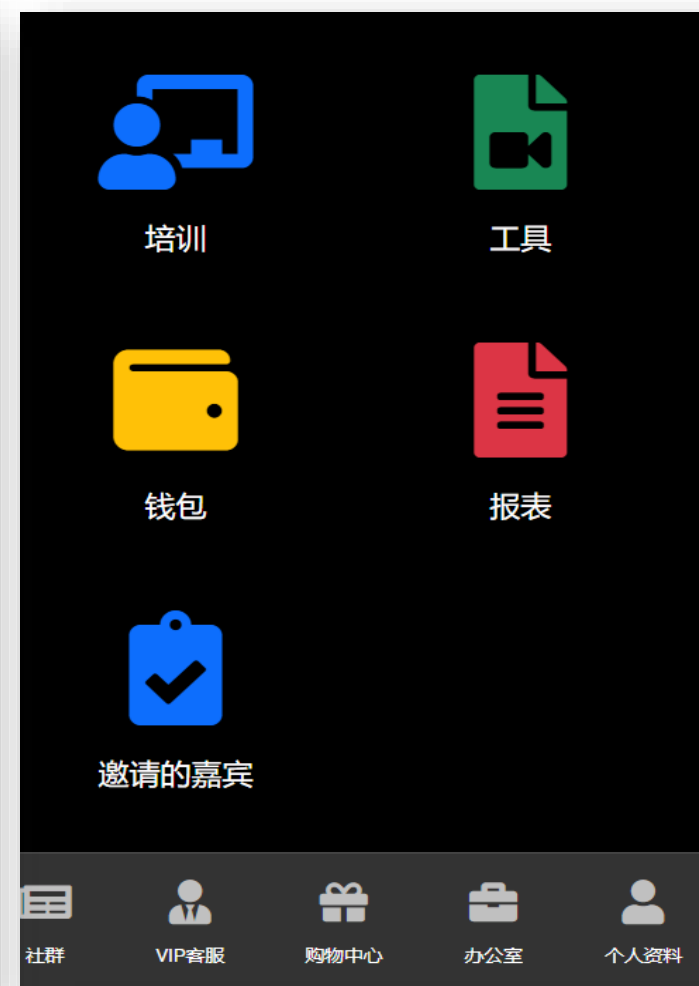 培训
工具
钱包
报表
邀请的嘉宾
社群
VIP客服
购物中心
办公室
个人资料